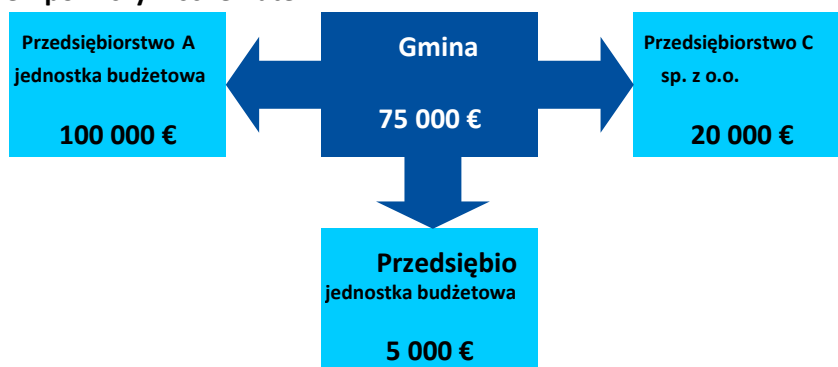 Przedsiębiorstwo A
jednostka budżetowa
100 000 €
Gmina
75 000 €
Przedsiębiorstwo C
sp. z o.o.
20 000 €
Przedsiębio
jednostka budżetowa
5 000 €